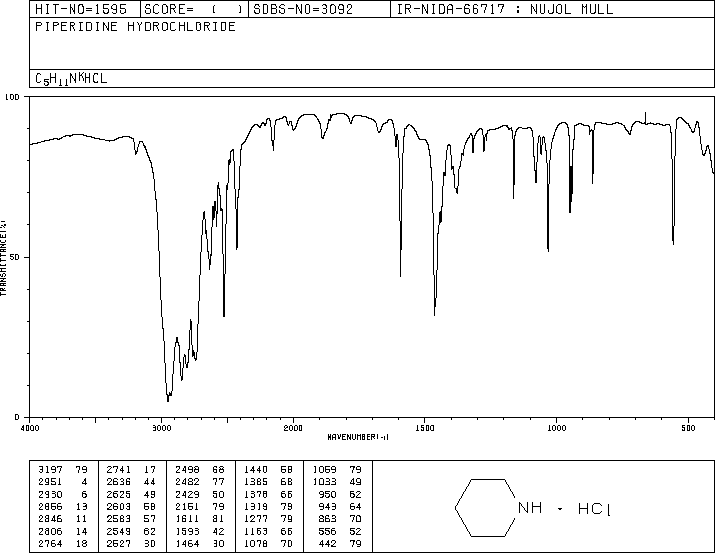 HIT-NO=1595 SCORE= ( ) SDBS-NO=3092 IR-NIDA-66717 : NUJOL MULL
PIPERIDINE HYDROCHLORIDE
C5H11N·HCL
100
50
0
TRANSMITTANCE(%)
4000 3000 2000 1500 1000 500
WAVENUMBER(-1)
3197 79 2741 17 2498 68 1440 58 1059 79
2951 4 2636 44 2482 77 1385 68 1033 49
2930 6 2625 49 2429 50 1378 66 950 62
2866 13 2603 58 2151 79 1319 79 943 64
2846 11 2583 57 1611 81 1277 79 863 70
2806 14 2549 62 1593 42 1163 66 556 52
2764 18 2527 30 1464 30 1078 70 442 79
NH · HCl